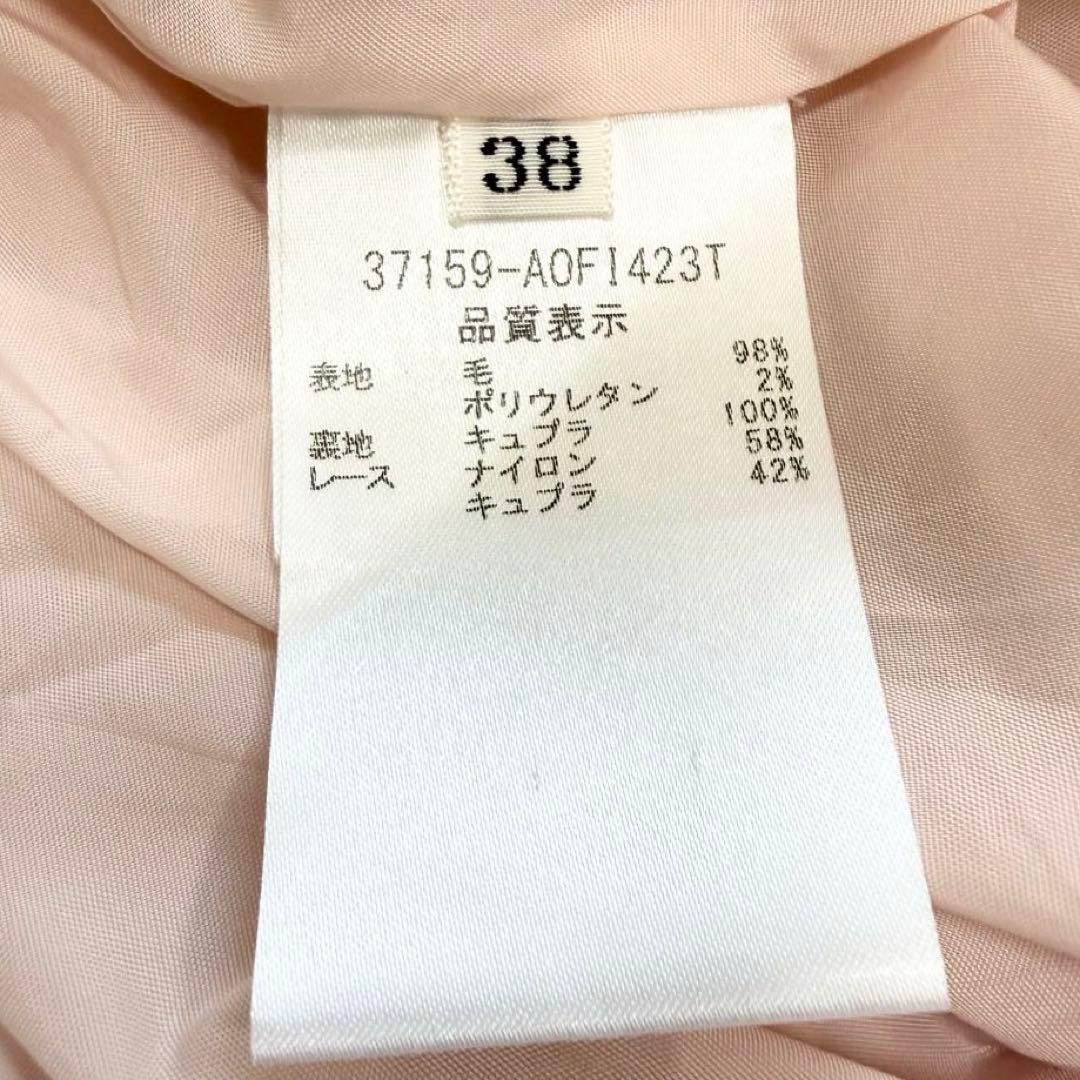 38
37159-AOFI423T
品質表示
表地 毛 98%
ポリウレタン 2%
裏地 キュプラ 100%
レース ナイロン 58%
キュプラ 42%